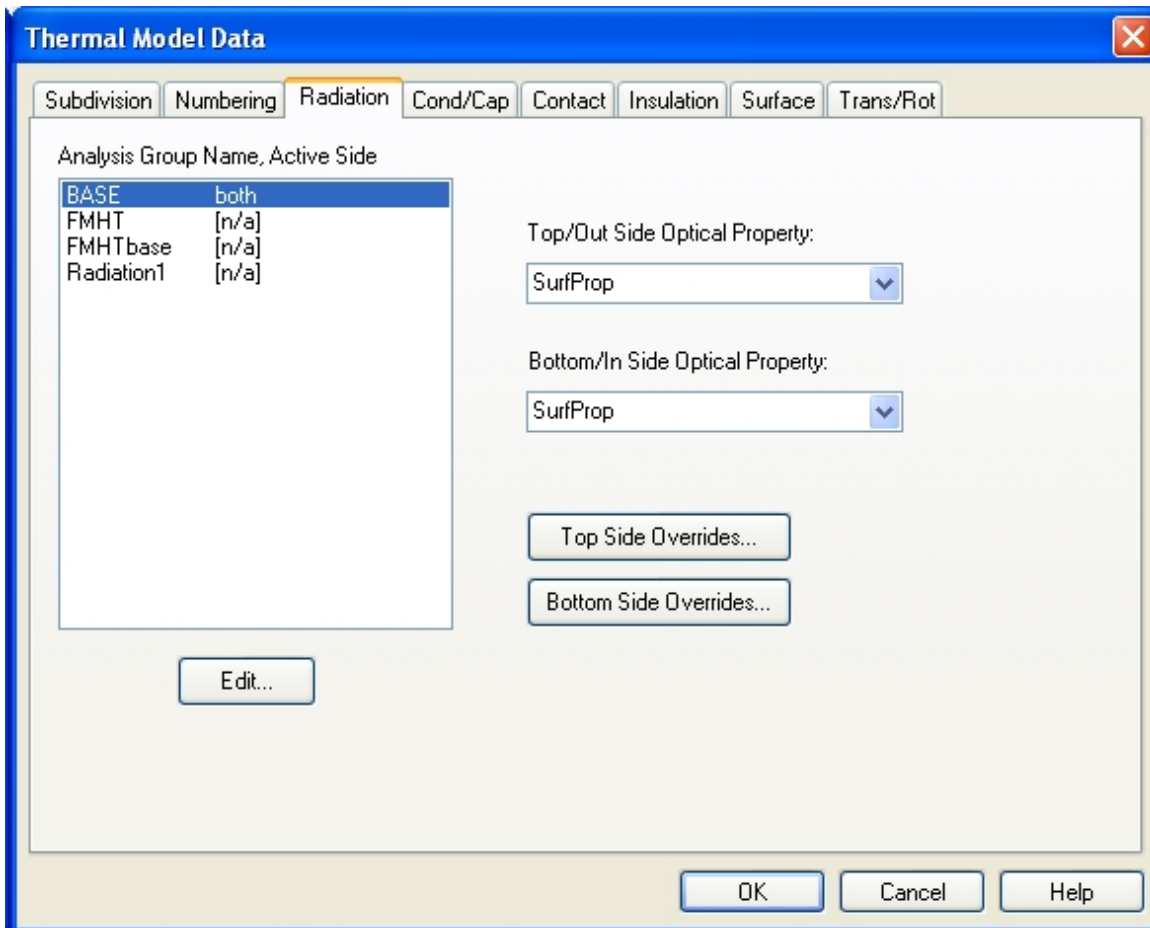 Thermal Model Data
Subdivision Numbering Radiation Cond/Cap Contact Insulation Surface Trans/Rot
Analysis Group Name, Active Side
BASE both
FMHT [n/a]
FMHTbase [n/a]
Radiation1 [n/a]
Top/Out Side Optical Property:
SurfProp
Bottom/In Side Optical Property:
SurfProp
Top Side Overrides...
Bottom Side Overrides...
Edit...
OK Cancel Help